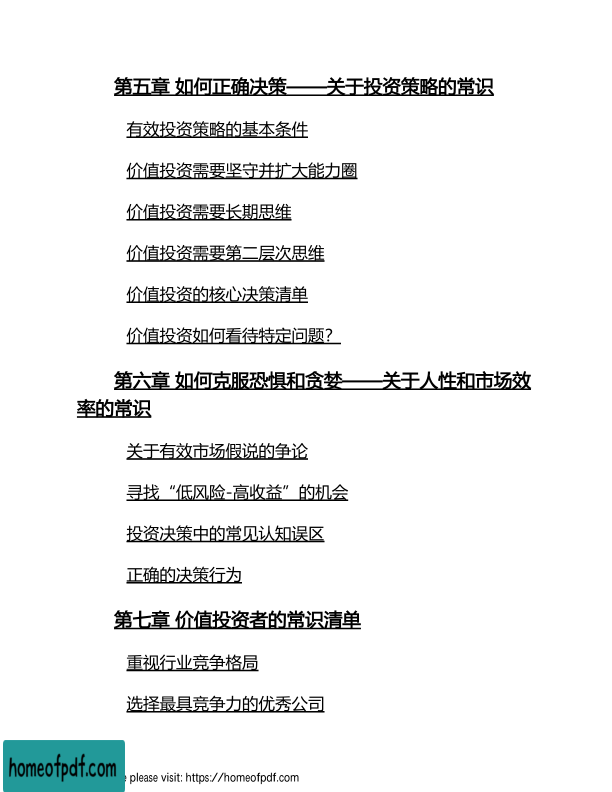 第五章 如何正确决策——关于投资策略的常识
有效投资策略的基本条件
价值投资需要坚守并扩大能力圈
价值投资需要长期思维
价值投资需要第二层次思维
价值投资的核心决策清单
价值投资如何看待特定问题？
第六章 如何克服恐惧和贪婪——关于人性和市场效
率的常识
关于有效市场假说的争论
寻找“低风险-高收益”的机会
投资决策中的常见认知误区
正确的决策行为
第七章 价值投资者的常识清单
重视行业竞争格局
选择最具竞争力的优秀公司
homeofpdf.com
please visit: https://homeofpdf.com